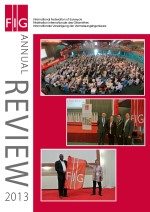 FIG
International Federation of Surveyors
Fédération Internationale des Géomètres
Internationale Vereinigung der Vermessungsingenieure
ANNUAL
REVIEW
2013